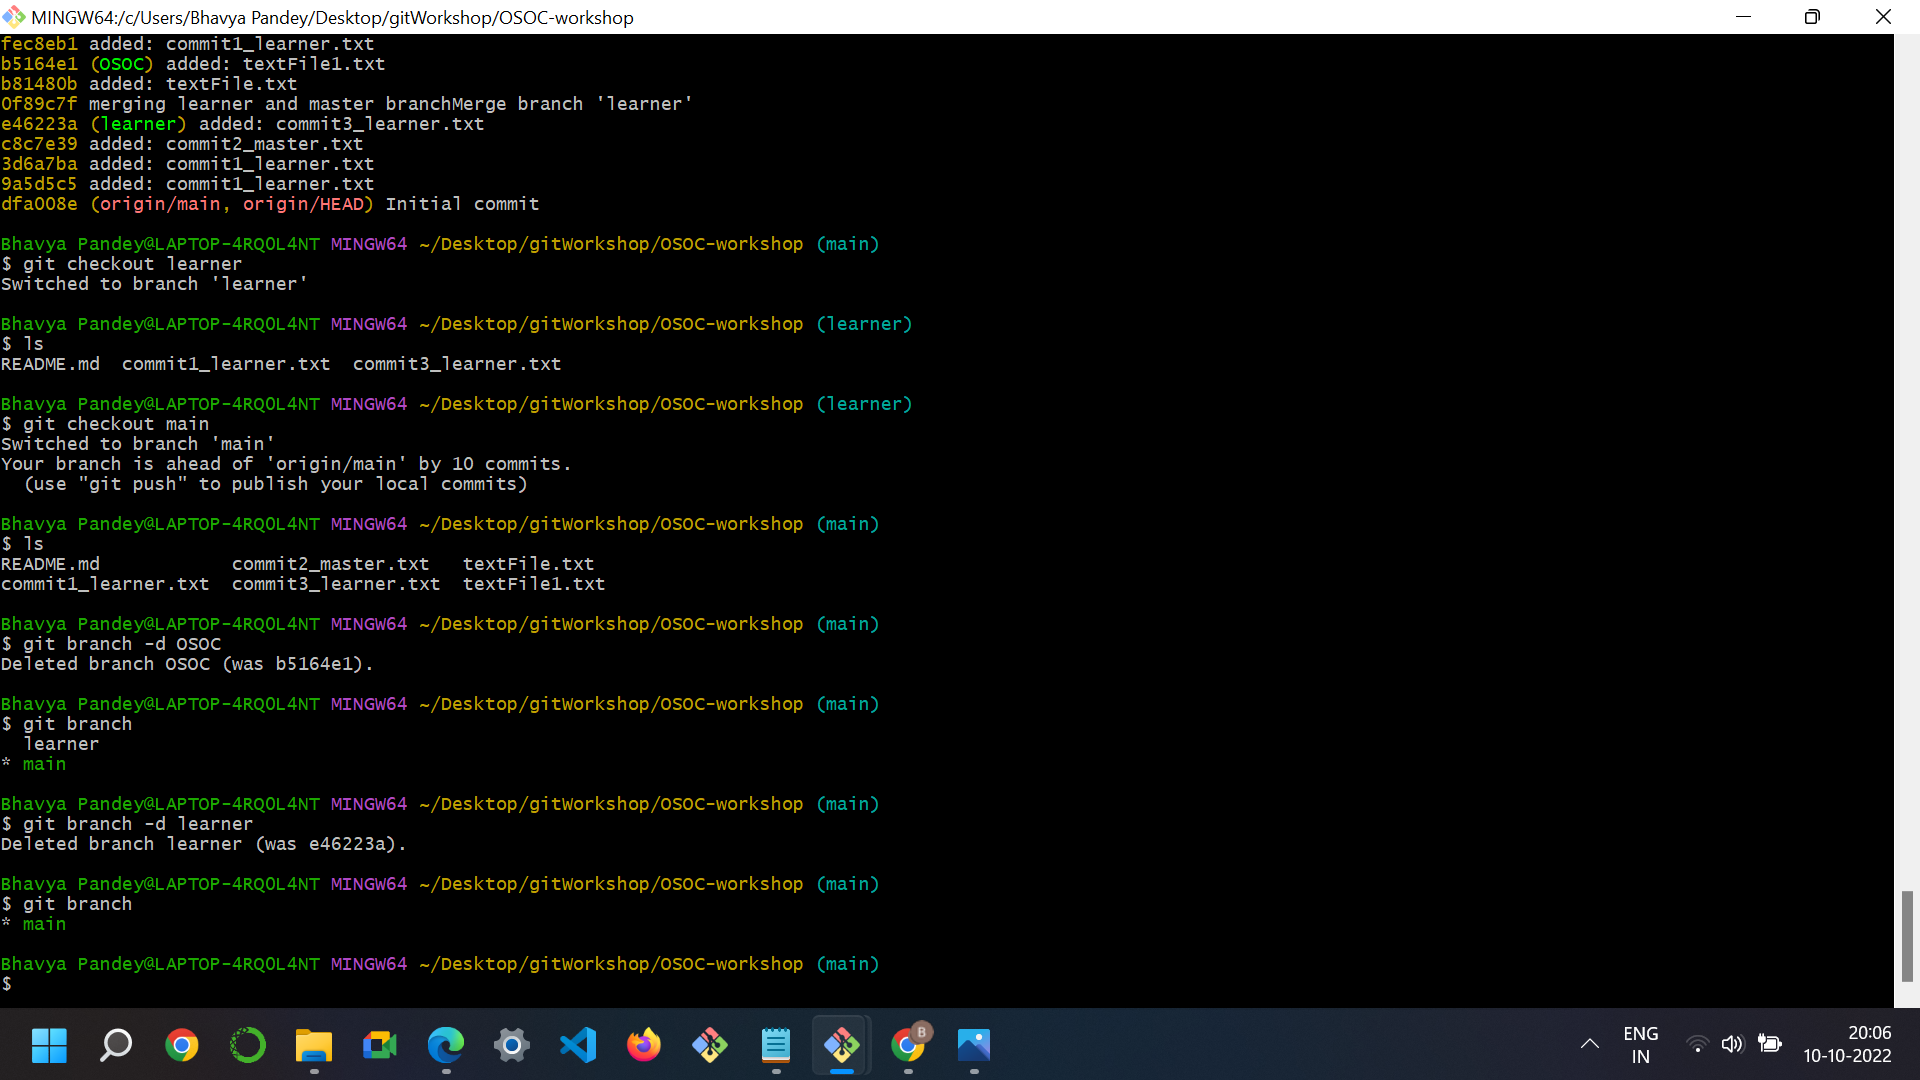 MINGW64:/c/Users/Bhavya Pandey/Desktop/gitWorkshop/OSOC-workshop
fec8eb1 added: commit1_learner.txt
b5164e1 (OSOC) added: textFile1.txt
b81480b added: textFile.txt
0f89c7f merging learner and master branchMerge branch 'learner'
e46223a (learner) added: commit3_learner.txt
c8c7e39 added: commit2_master.txt
3d6a7ba added: commit1_learner.txt
9a5d5c5 added: commit1_learner.txt
dfa008e (origin/main, origin/HEAD) Initial commit
Bhavya Pandey@LAPTOP-4RQ0L4NT MINGW64 ~/Desktop/gitWorkshop/OSOC-workshop (main)
$ git checkout learner
Switched to branch 'learner'
Bhavya Pandey@LAPTOP-4RQ0L4NT MINGW64 ~/Desktop/gitWorkshop/OSOC-workshop (learner)
$ ls
README.md  commit1_learner.txt  commit3_learner.txt
Bhavya Pandey@LAPTOP-4RQ0L4NT MINGW64 ~/Desktop/gitWorkshop/OSOC-workshop (learner)
$ git checkout main
Switched to branch 'main'
Your branch is ahead of 'origin/main' by 10 commits.
  (use "git push" to publish your local commits)
Bhavya Pandey@LAPTOP-4RQ0L4NT MINGW64 ~/Desktop/gitWorkshop/OSOC-workshop (main)
$ ls
README.md            commit2_master.txt   textFile.txt
commit1_learner.txt  commit3_learner.txt  textFile1.txt
Bhavya Pandey@LAPTOP-4RQ0L4NT MINGW64 ~/Desktop/gitWorkshop/OSOC-workshop (main)
$ git branch -d OSOC
Deleted branch OSOC (was b5164e1).
Bhavya Pandey@LAPTOP-4RQ0L4NT MINGW64 ~/Desktop/gitWorkshop/OSOC-workshop (main)
$ git branch
  learner
* main
Bhavya Pandey@LAPTOP-4RQ0L4NT MINGW64 ~/Desktop/gitWorkshop/OSOC-workshop (main)
$ git branch -d learner
Deleted branch learner (was e46223a).
Bhavya Pandey@LAPTOP-4RQ0L4NT MINGW64 ~/Desktop/gitWorkshop/OSOC-workshop (main)
$ git branch
* main
Bhavya Pandey@LAPTOP-4RQ0L4NT MINGW64 ~/Desktop/gitWorkshop/OSOC-workshop (main)
$
B
ENG
IN
20:06
10-10-2022